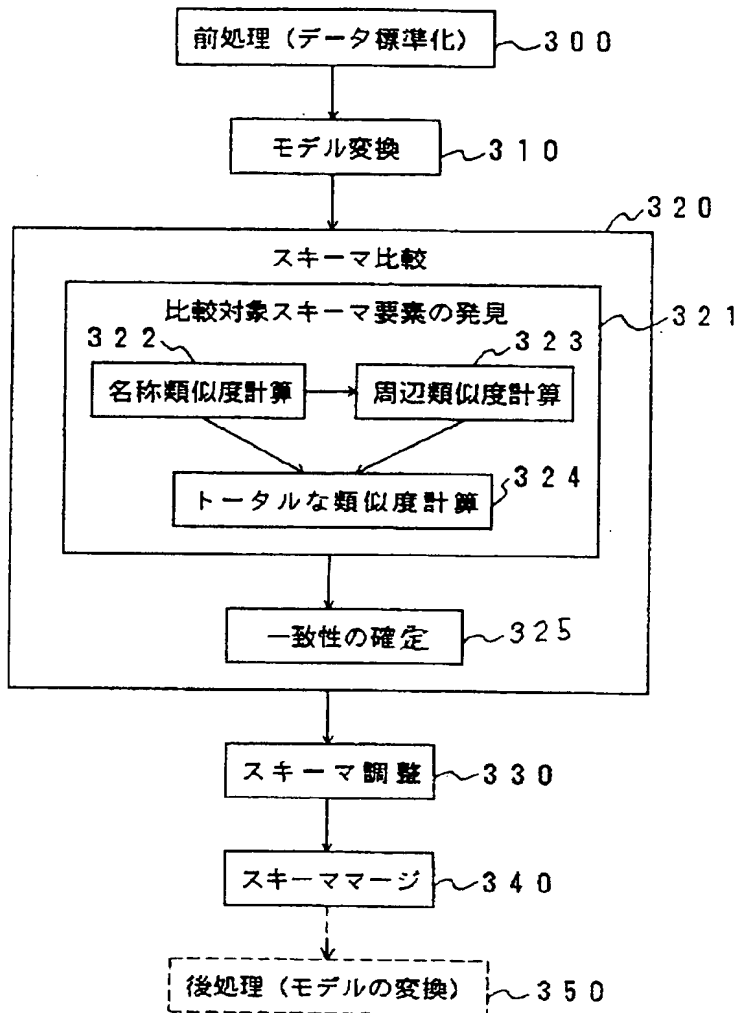 前処理(データ標準化)
300
モデル変換
310
320
スキーマ比較
比較対象スキーマ要素の発見
321
322
323
名称類似度計算
周辺類似度計算
トータルな類似度計算
324
一致性の確定
325
スキーマ調整
330
スキーママージ
340
後処理(モデルの変換)
350